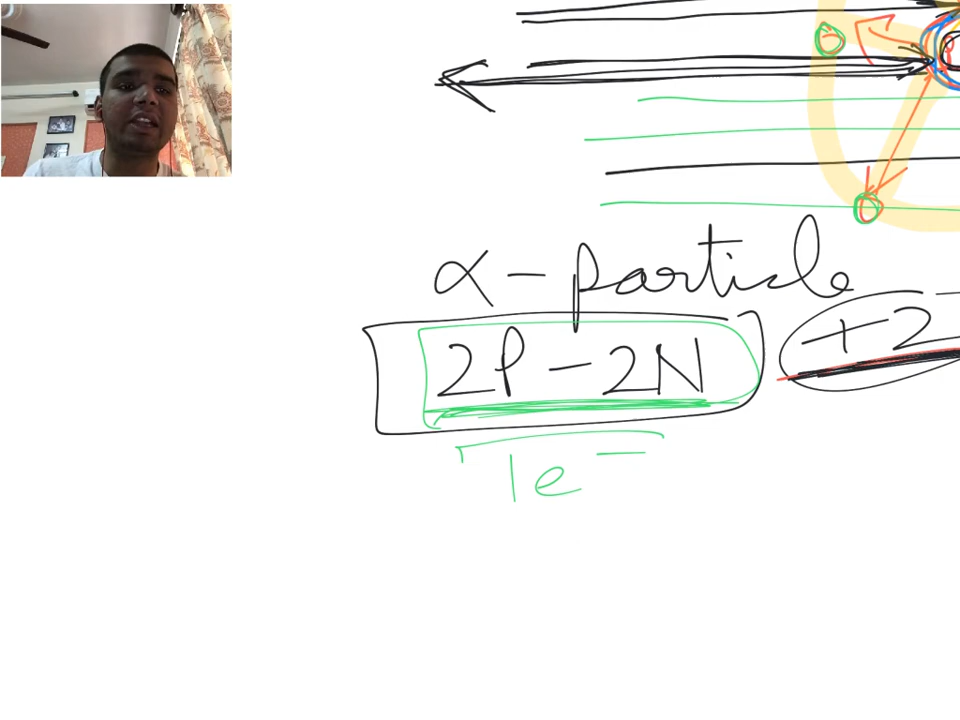 α - particle
2P - 2N +2
1e⁻